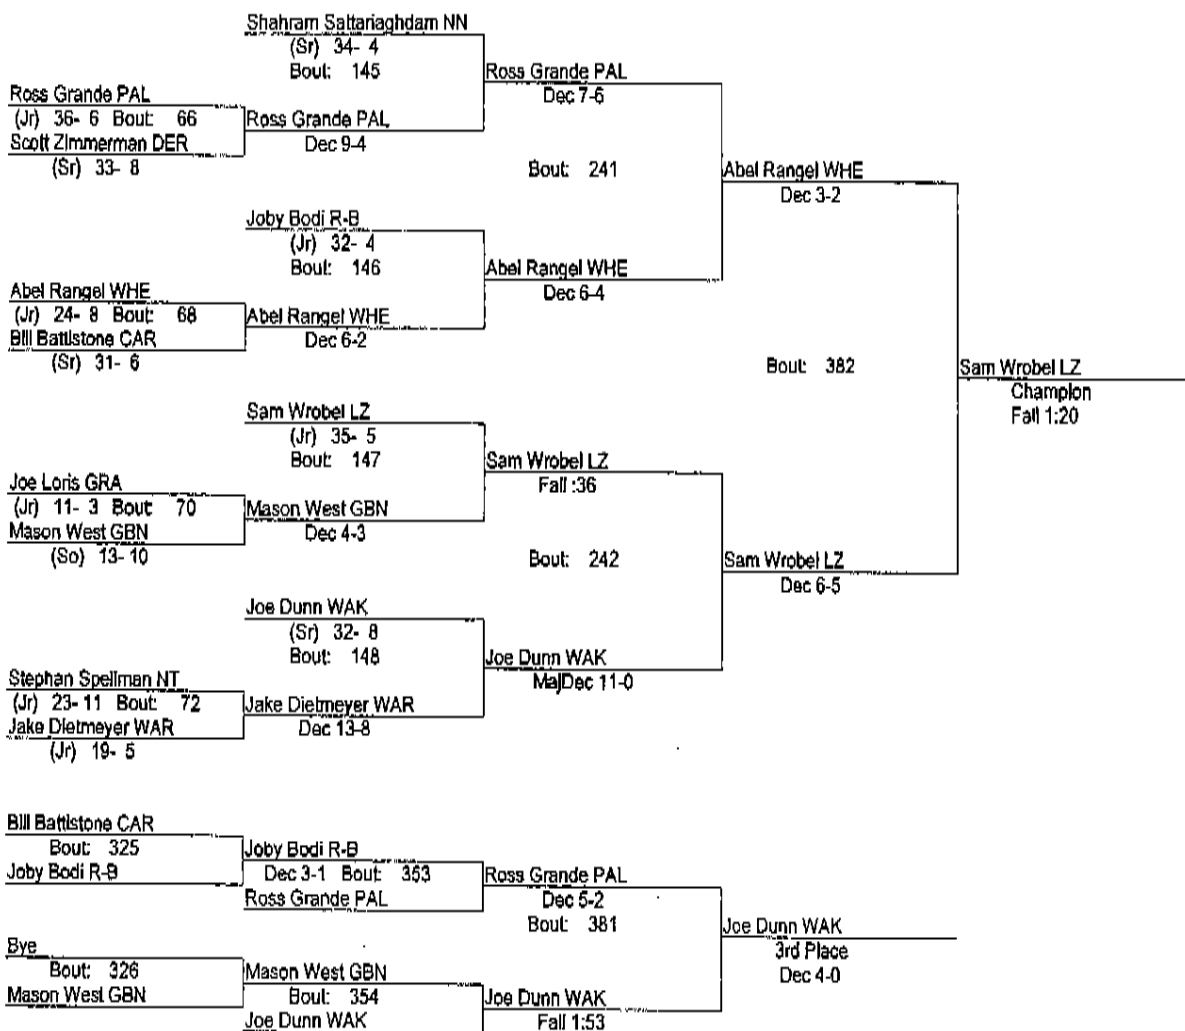 Shahram Sattariaghdam NN
(Sr) 34- 4
Bout: 145
Ross Grande PAL
Dec 7-6
Ross Grande PAL
(Jr) 36- 6 Bout: 66
Scott Zimmerman DER
(Sr) 33- 8
Ross Grande PAL
Dec 9-4
Bout: 241
Abel Rangel WHE
Dec 3-2
Joby Bodi R-B
(Jr) 32- 4
Bout: 146
Abel Rangel WHE
Dec 6-4
Abel Rangel WHE
(Jr) 24- 8 Bout: 68
Bill Battistone CAR
(Sr) 31- 6
Abel Rangel WHE
Dec 6-2
Bout: 382
Sam Wrobel LZ
Champion
Fall 1:20
Sam Wrobel LZ
(Jr) 35- 5
Bout: 147
Sam Wrobel LZ
Fall :36
Joe Loris GRA
(Jr) 11- 3 Bout: 70
Mason West GBN
(So) 13- 10
Mason West GBN
Dec 4-3
Bout: 242
Sam Wrobel LZ
Dec 6-5
Joe Dunn WAK
(Sr) 32- 8
Bout: 148
Joe Dunn WAK
MajDec 11-0
Stephan Spellman NT
(Jr) 23- 11 Bout: 72
Jake Dietmeyer WAR
(Jr) 19- 5
Jake Dietmeyer WAR
Dec 13-8
Bill Battistone CAR
Bout: 325
Joby Bodi R-B
Joby Bodi R-B
Dec 3-1 Bout: 353
Ross Grande PAL
Ross Grande PAL
Dec 5-2
Bout: 381
Joe Dunn WAK
3rd Place
Dec 4-0
Bye
Bout: 326
Mason West GBN
Mason West GBN
Bout: 354
Joe Dunn WAK
Joe Dunn WAK
Fall 1:53